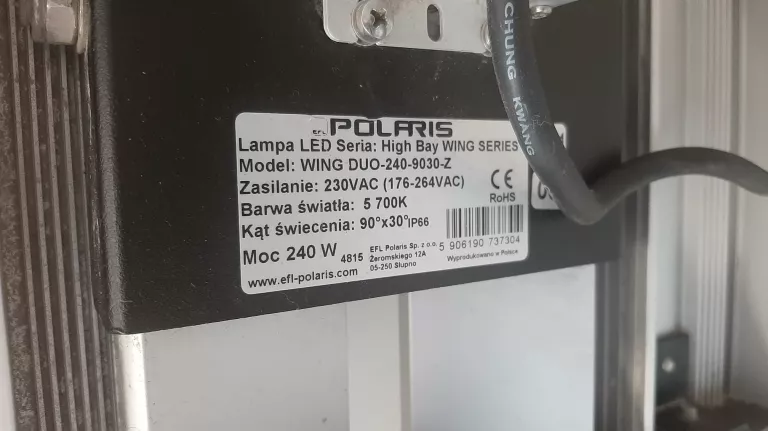 EFL POLARIS
Lampa LED Seria: High Bay WING SERIES
Model: WING DUO-240-9030-Z
Zasilanie: 230VAC (176-264VAC)
Barwa światła: 5 700K
Kąt świecenia: 90°x30° IP66
Moc 240 W 4815
www.efl-polaris.com
EFL Polaris Sp. z o.o.
Żeromskiego 12A
05-250 Słupno
CE
RoHS
5 906190 737304
Wyprodukowano w Polsce
CHUNG KWANG